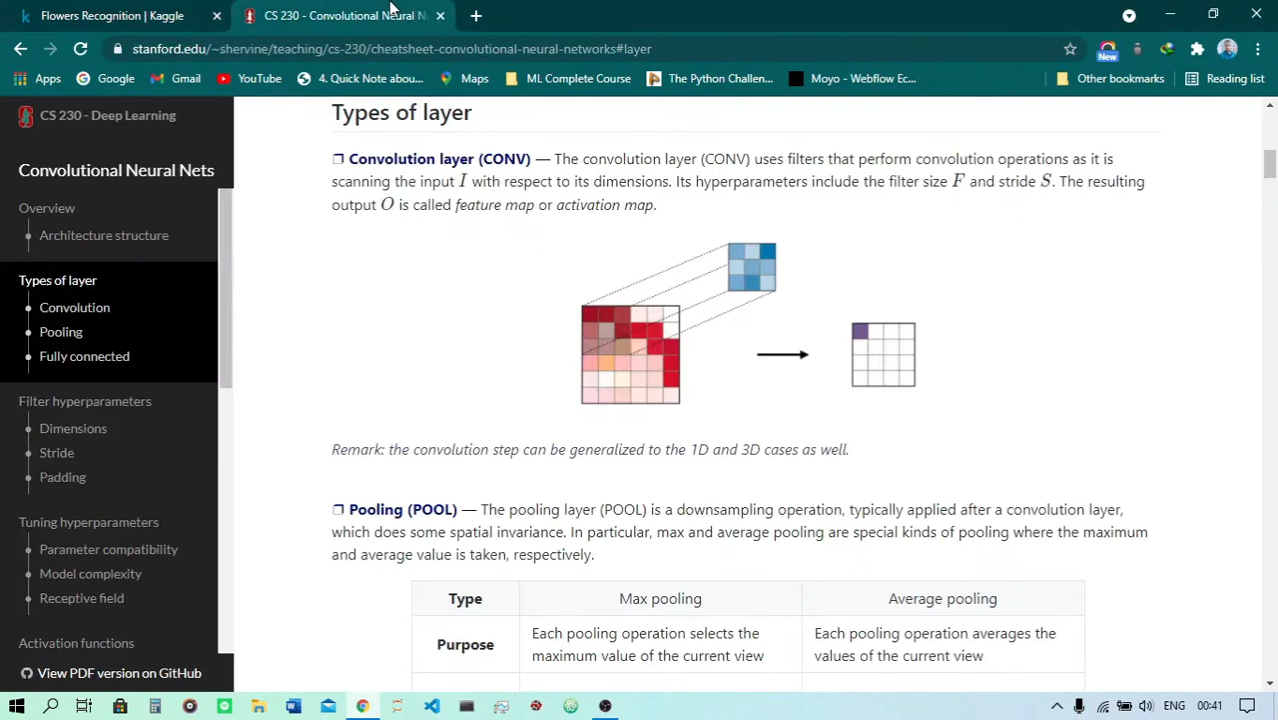 Flowers Recognition | Kaggle
CS 230 - Convolutional Neural N
stanford.edu/~shervine/teaching/cs-230/cheatsheet-convolutional-neural-networks#layer
New
Apps
Google
Gmail
YouTube
4. Quick Note abou...
Maps
ML Complete Course
The Python Challen...
Moyo - Webflow Ec...
Other bookmarks
Reading list
CS 230 - Deep Learning
Convolutional Neural Nets
Overview
Architecture structure
Types of layer
Convolution
Pooling
Fully connected
Filter hyperparameters
Dimensions
Stride
Padding
Tuning hyperparameters
Parameter compatibility
Model complexity
Receptive field
Activation functions
View PDF version on GitHub
Types of layer
❐ Convolution layer (CONV) — The convolution layer (CONV) uses filters that perform convolution operations as it is
scanning the input I with respect to its dimensions. Its hyperparameters include the filter size F and stride S. The resulting
output O is called feature map or activation map.
Remark: the convolution step can be generalized to the 1D and 3D cases as well.
❐ Pooling (POOL) — The pooling layer (POOL) is a downsampling operation, typically applied after a convolution layer,
which does some spatial invariance. In particular, max and average pooling are special kinds of pooling where the maximum
and average value is taken, respectively.
Type
Max pooling
Average pooling
Purpose
Each pooling operation selects the
maximum value of the current view
Each pooling operation averages the
values of the current view
ENG
00:41